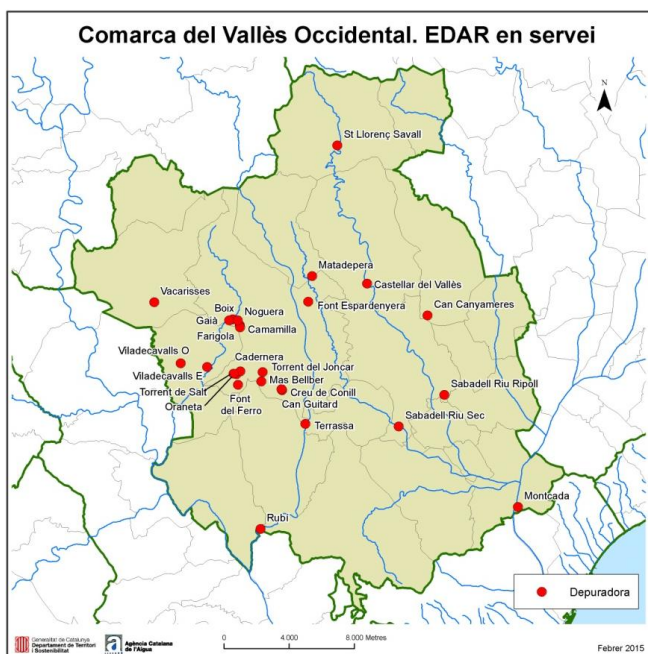 Comarca del Vallès Occidental. EDAR en servei
N
St Llorenç Savall
Matadepera
Castellar del Vallès
Vacarisses
Font Espardenyera
Boix
Noguera
Can Canyameres
Gaià
Camamilla
Farigola
Viladecavalls O
Cadernera
Viladecavalls E
Torrent del Joncar
Mas Bellber
Torrent de Salt
Creu de Conill
Sabadell Riu Ripoll
Oraneta
Font
del Ferro
Can Guitard
Terrassa
Sabadell Riu Sec
Montcada
Rubí
Depuradora
Generalitat de Catalunya
Departament de Territori
i Sostenibilitat
Agència Catalana
de l'Aigua
0 4.000 8.000 Metres
Febrer 2015